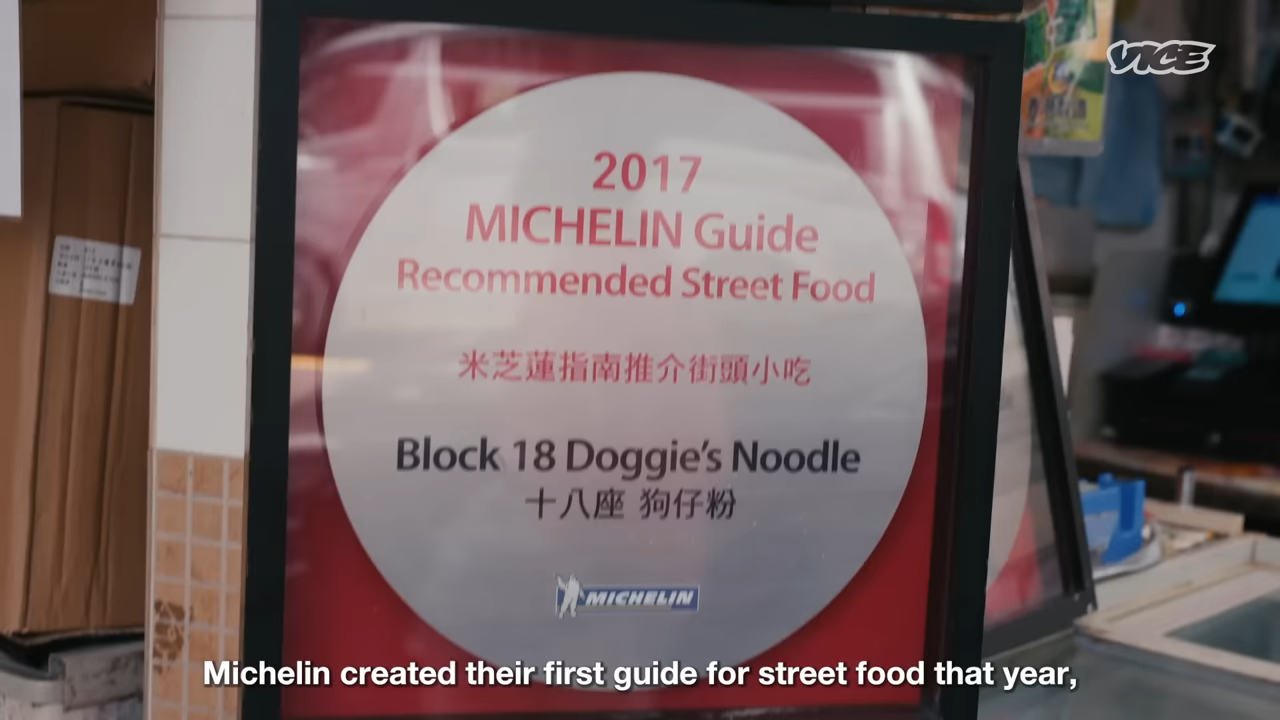 VICE
2017
MICHELIN Guide
Recommended Street Food
米芝蓮指南推介街頭小吃
Block 18 Doggie's Noodle
十八座 狗仔粉
MICHELIN
Michelin created their first guide for street food that year,